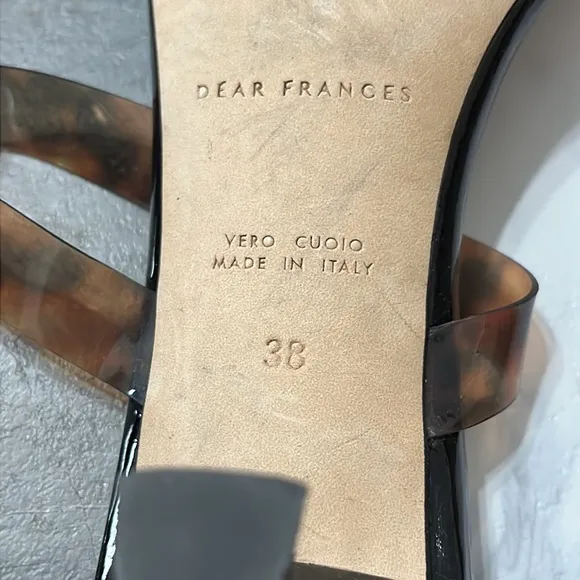 DEAR FRANCES
VERO CUOIO
MADE IN ITALY
38